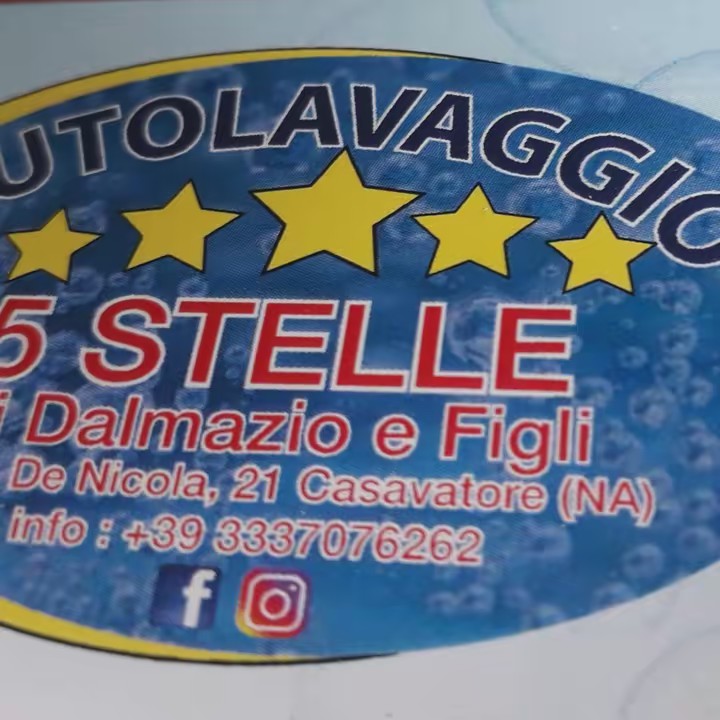 UTOLAVAGGIO
5 STELLE
i Dalmazio e Figli
De Nicola, 21 Casavatore (NA)
info : +39 3337076262